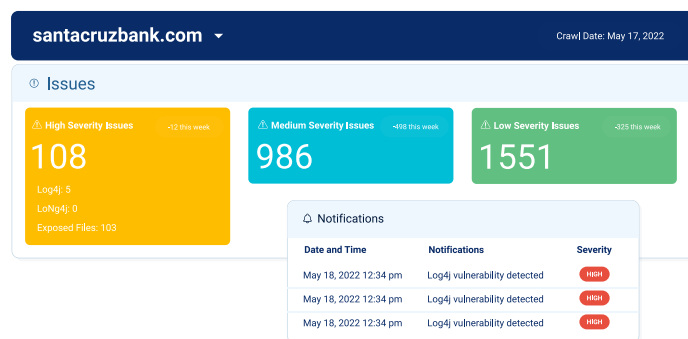 santacruzbank.com
Crawl Date: May 17, 2022
Issues
High Severity Issues -12 this week
108
Log4j: 5
LoNg4j: 0
Exposed Files: 103
Medium Severity Issues -498 this week
986
Low Severity Issues -325 this week
1551
Notifications
Date and Time Notifications Severity
May 18, 2022 12:34 pm Log4j vulnerability detected HIGH
May 18, 2022 12:34 pm Log4j vulnerability detected HIGH
May 18, 2022 12:34 pm Log4j vulnerability detected HIGH